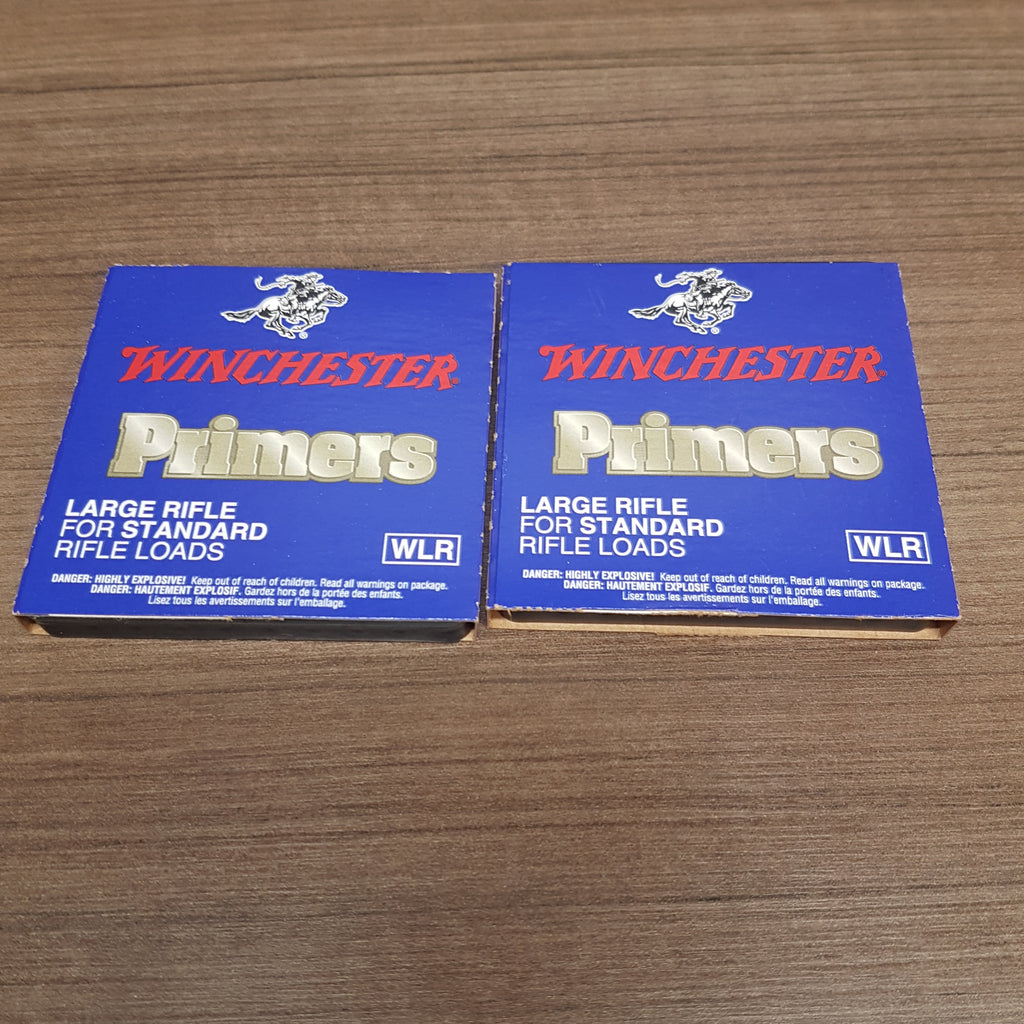 WINCHESTER®
Primers
LARGE RIFLE
FOR STANDARD
RIFLE LOADS
WLR
DANGER: HIGHLY EXPLOSIVE! Keep out of reach of children. Read all warnings on package.
DANGER: HAUTEMENT EXPLOSIF. Gardez hors de la portée des enfants.
Lisez tous les avertissements sur l'emballage.
WINCHESTER®
Primers
LARGE RIFLE
FOR STANDARD
RIFLE LOADS
WLR
DANGER: HIGHLY EXPLOSIVE! Keep out of reach of children. Read all warnings on package.
DANGER: HAUTEMENT EXPLOSIF. Gardez hors de la portée des enfants.
Lisez tous les avertissements sur l'emballage.